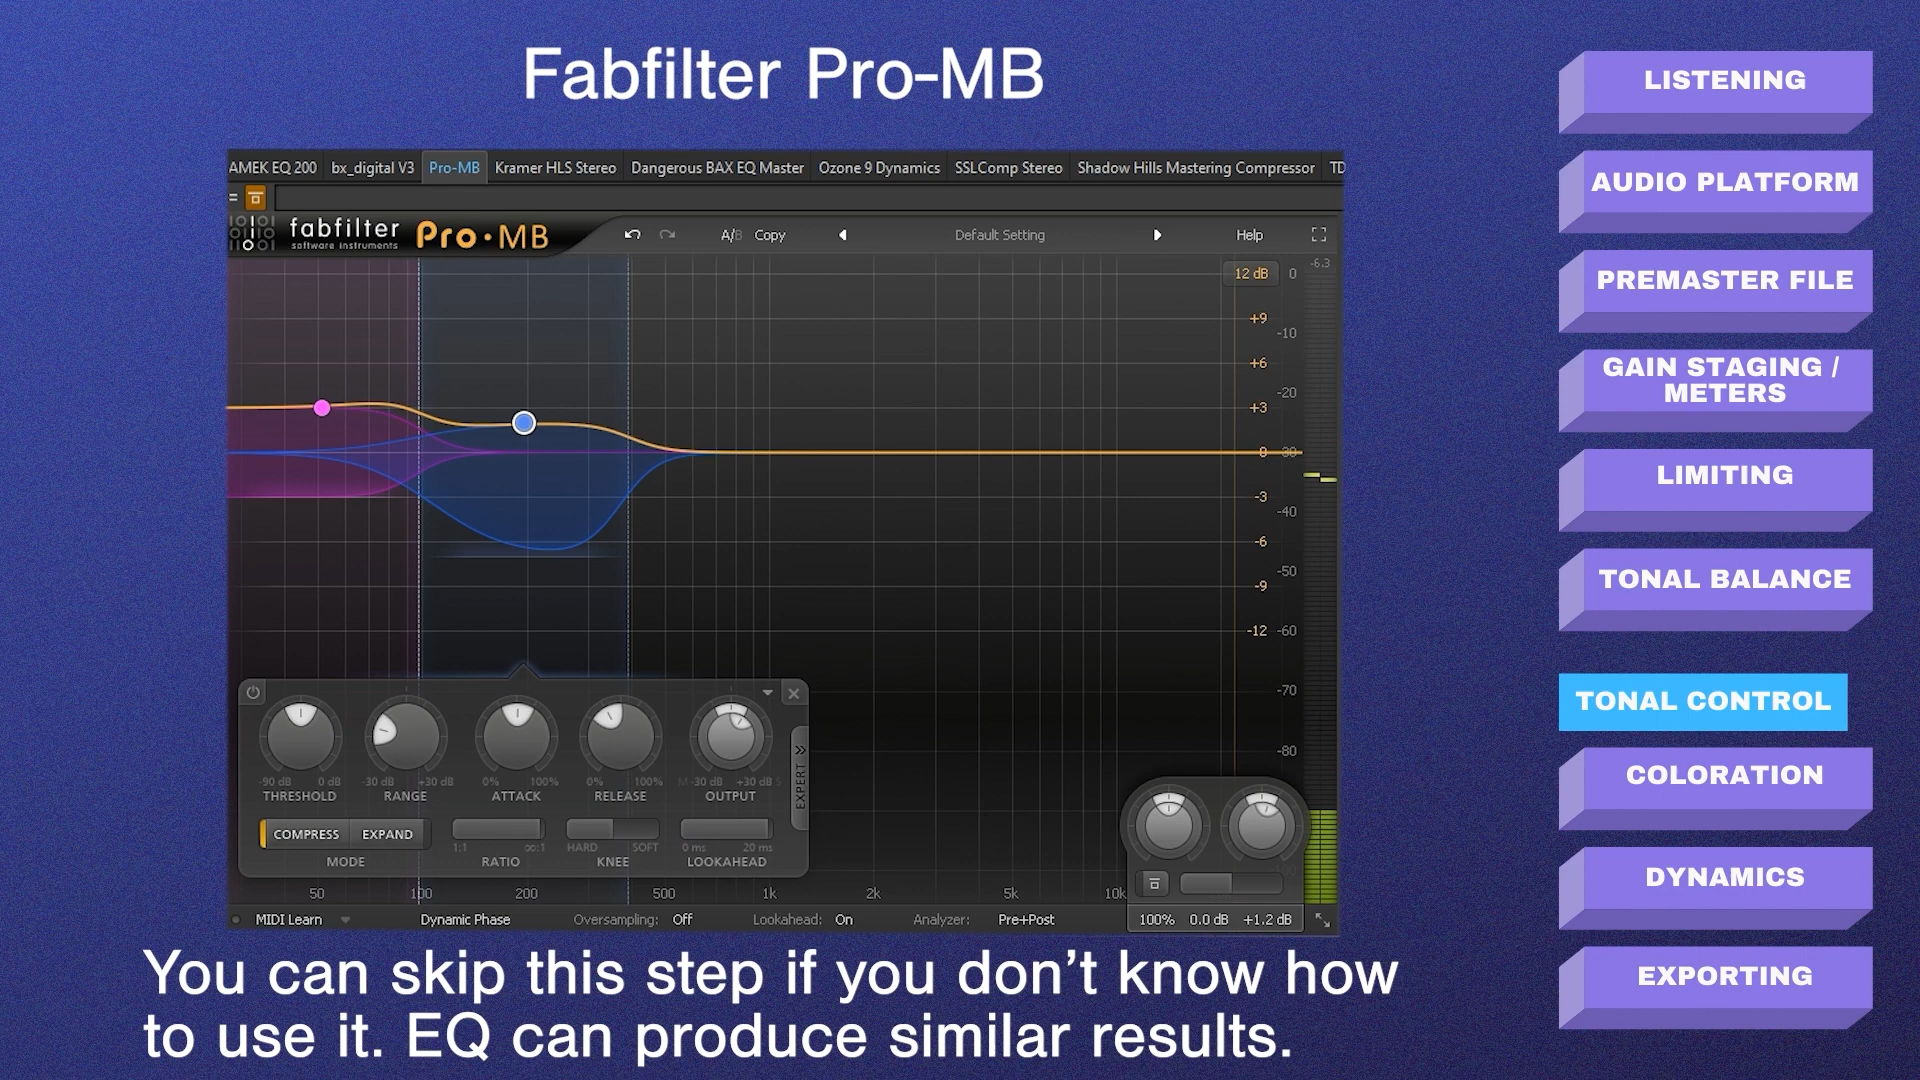 Fabfilter Pro-MB
AMEK EQ 200 bx_digital V3 Pro-MB Kramer HLS Stereo Dangerous BAX EQ Master Ozone 9 Dynamics SSLComp Stereo Shadow Hills Mastering Compressor TD
fabfilter Pro·MB
software instruments
A/B Copy Default Setting Help
-6.3
12 dB 0
+9
-10
+6
-20
+3
0 -30
-3
-40
-6
-50
-9
-12 -60
-70
-80
-90 dB 0 dB -30 dB +30 dB 0% 100% 0% 100% M -30 dB +30 dB S
THRESHOLD RANGE ATTACK RELEASE OUTPUT
EXPERT
COMPRESS EXPAND
1:1 ∞:1 HARD SOFT 0 ms 20 ms
MODE RATIO KNEE LOOKAHEAD
50 100 200 500 1k 2k 5k 10k
MIDI Learn Dynamic Phase Oversampling: Off Lookahead: On Analyzer: Pre+Post 100% 0.0 dB +1.2 dB
You can skip this step if you don't know how
to use it. EQ can produce similar results.
LISTENING
AUDIO PLATFORM
PREMASTER FILE
GAIN STAGING /
METERS
LIMITING
TONAL BALANCE
TONAL CONTROL
COLORATION
DYNAMICS
EXPORTING